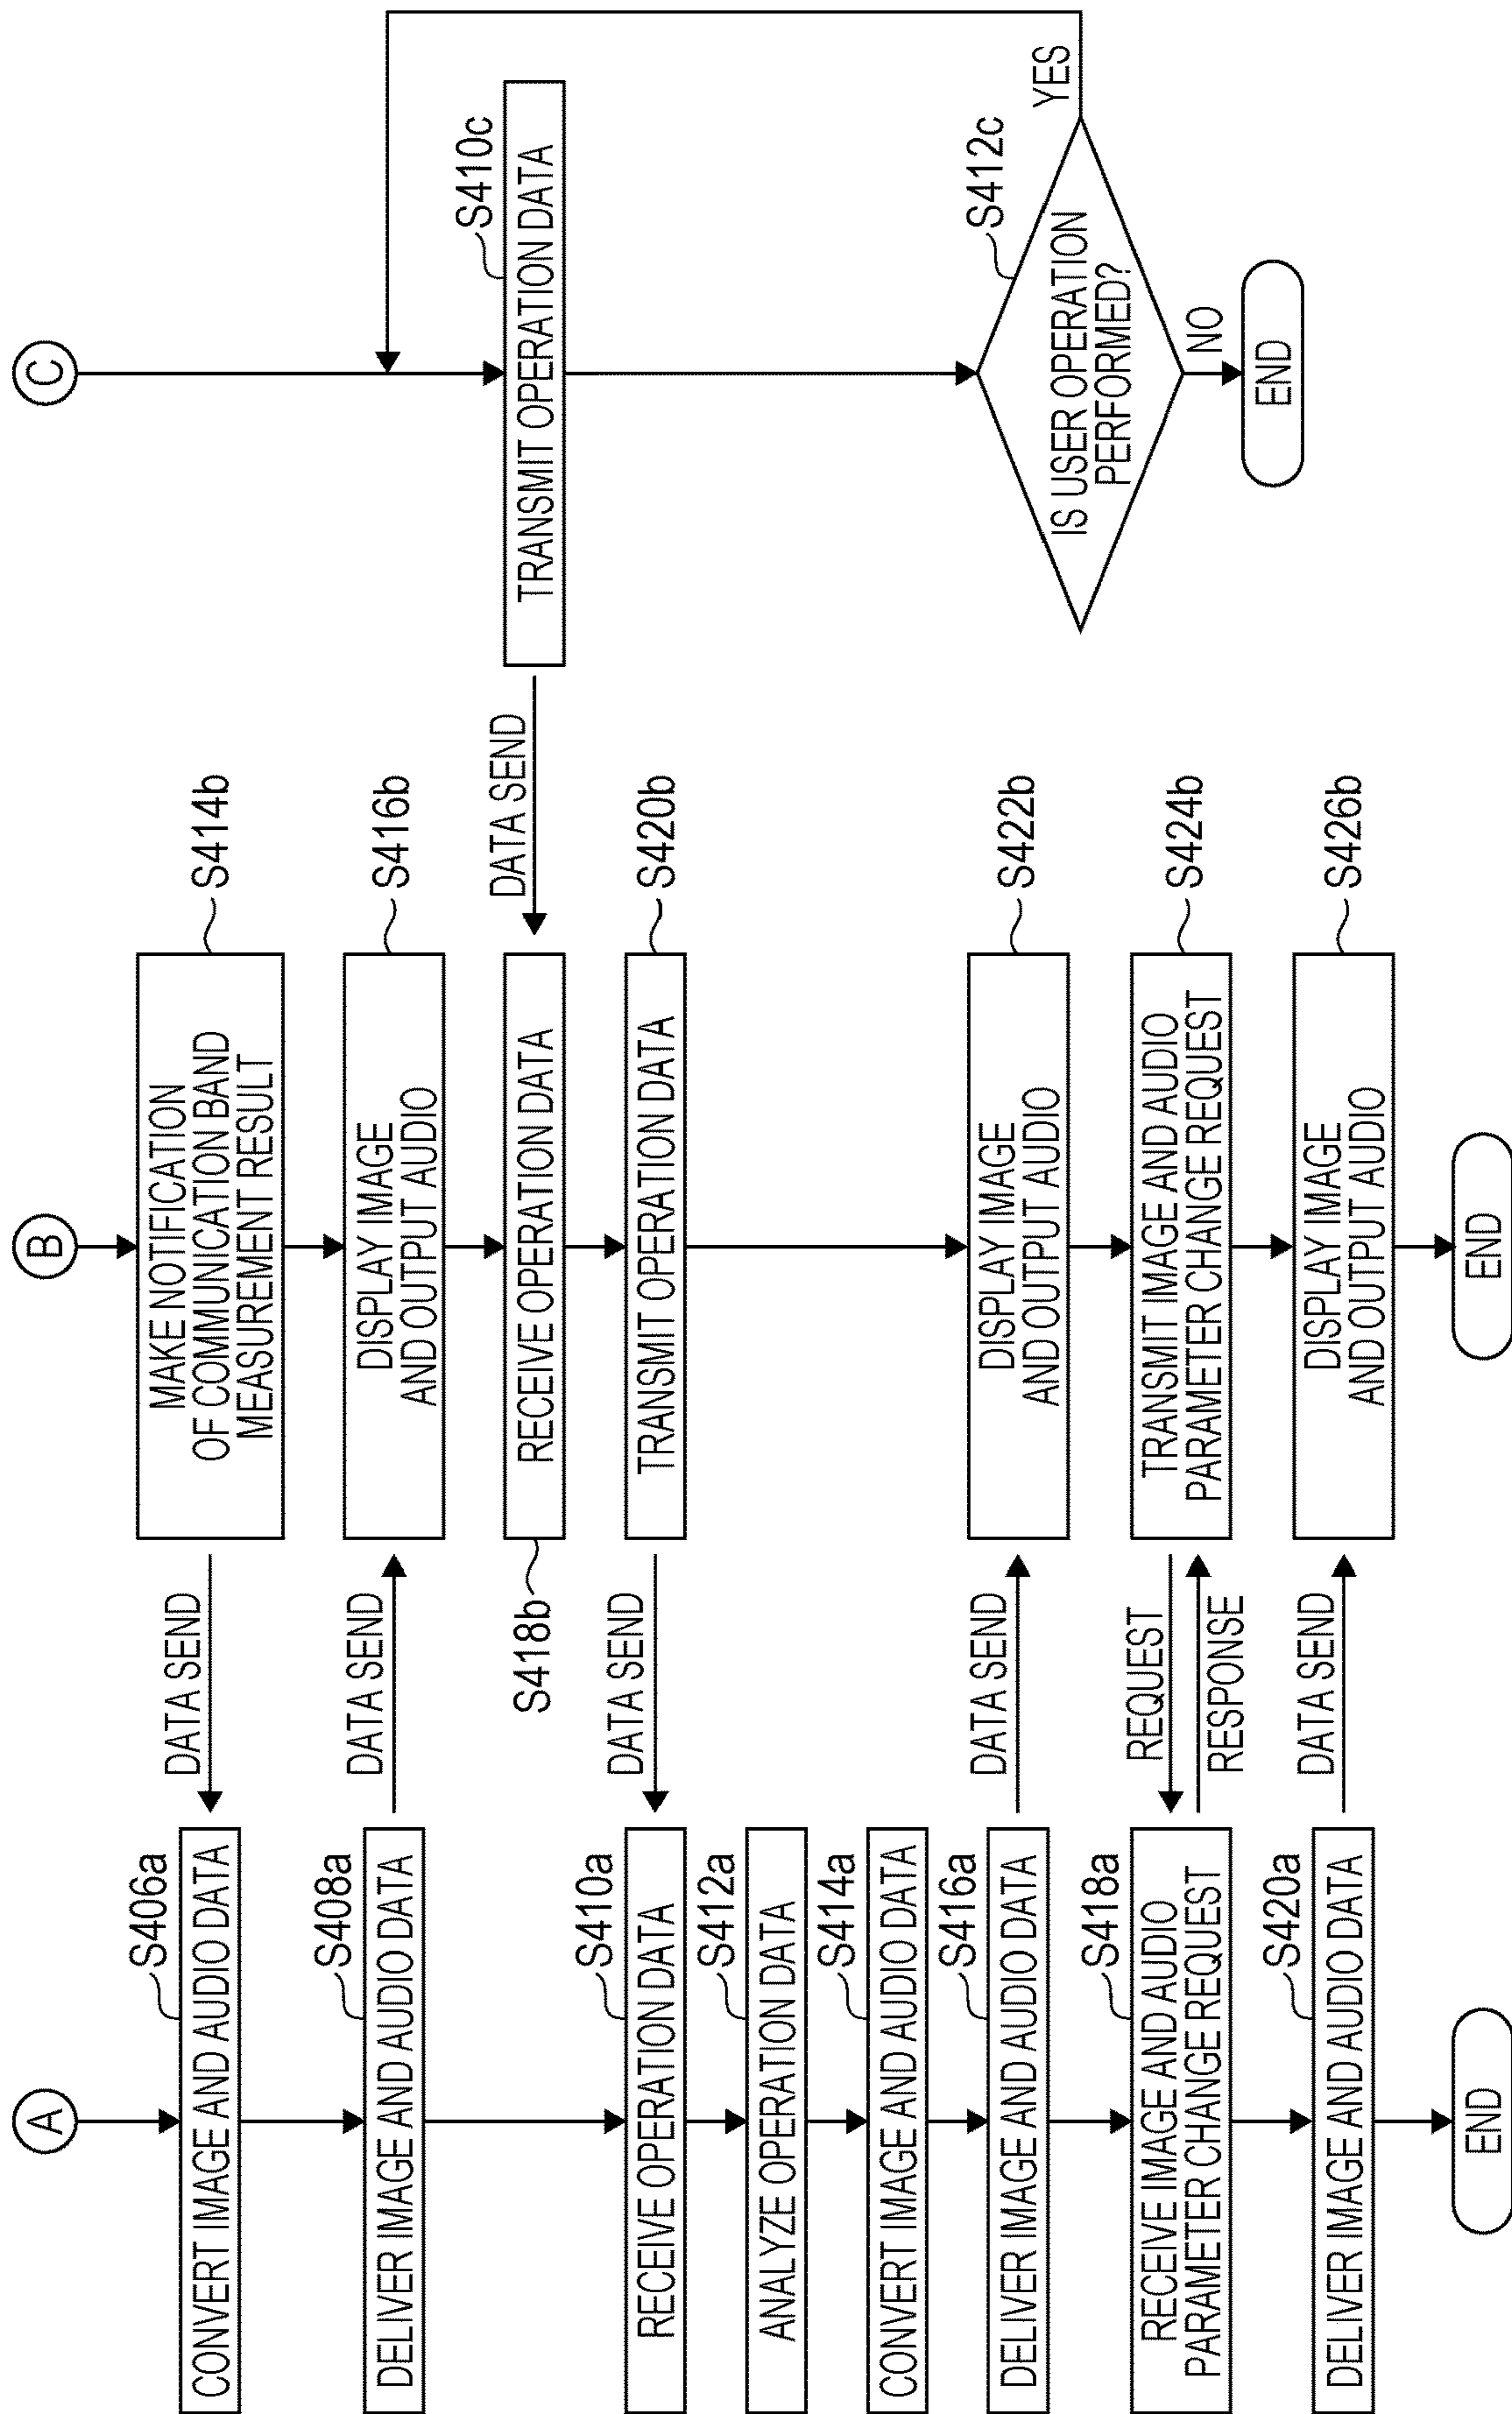 A
S406a
CONVERT IMAGE AND AUDIO DATA
S408a
DELIVER IMAGE AND AUDIO DATA
S410a
RECEIVE OPERATION DATA
S412a
ANALYZE OPERATION DATA
S414a
CONVERT IMAGE AND AUDIO DATA
S416a
DELIVER IMAGE AND AUDIO DATA
S418a
RECEIVE IMAGE AND AUDIO
PARAMETER CHANGE REQUEST
S420a
DELIVER IMAGE AND AUDIO DATA
END
DATA SEND
DATA SEND
DATA SEND
DATA SEND
REQUEST
RESPONSE
DATA SEND
B
MAKE NOTIFICATION
OF COMMUNICATION BAND
MEASUREMENT RESULT
S414b
DISPLAY IMAGE
AND OUTPUT AUDIO
S416b
RECEIVE OPERATION DATA
S418b
TRANSMIT OPERATION DATA
S420b
DISPLAY IMAGE
AND OUTPUT AUDIO
S422b
TRANSMIT IMAGE AND AUDIO
PARAMETER CHANGE REQUEST
S424b
DISPLAY IMAGE
AND OUTPUT AUDIO
S426b
END
DATA SEND
C
S410c
TRANSMIT OPERATION DATA
S412c
IS USER OPERATION
PERFORMED?
YES
NO
END